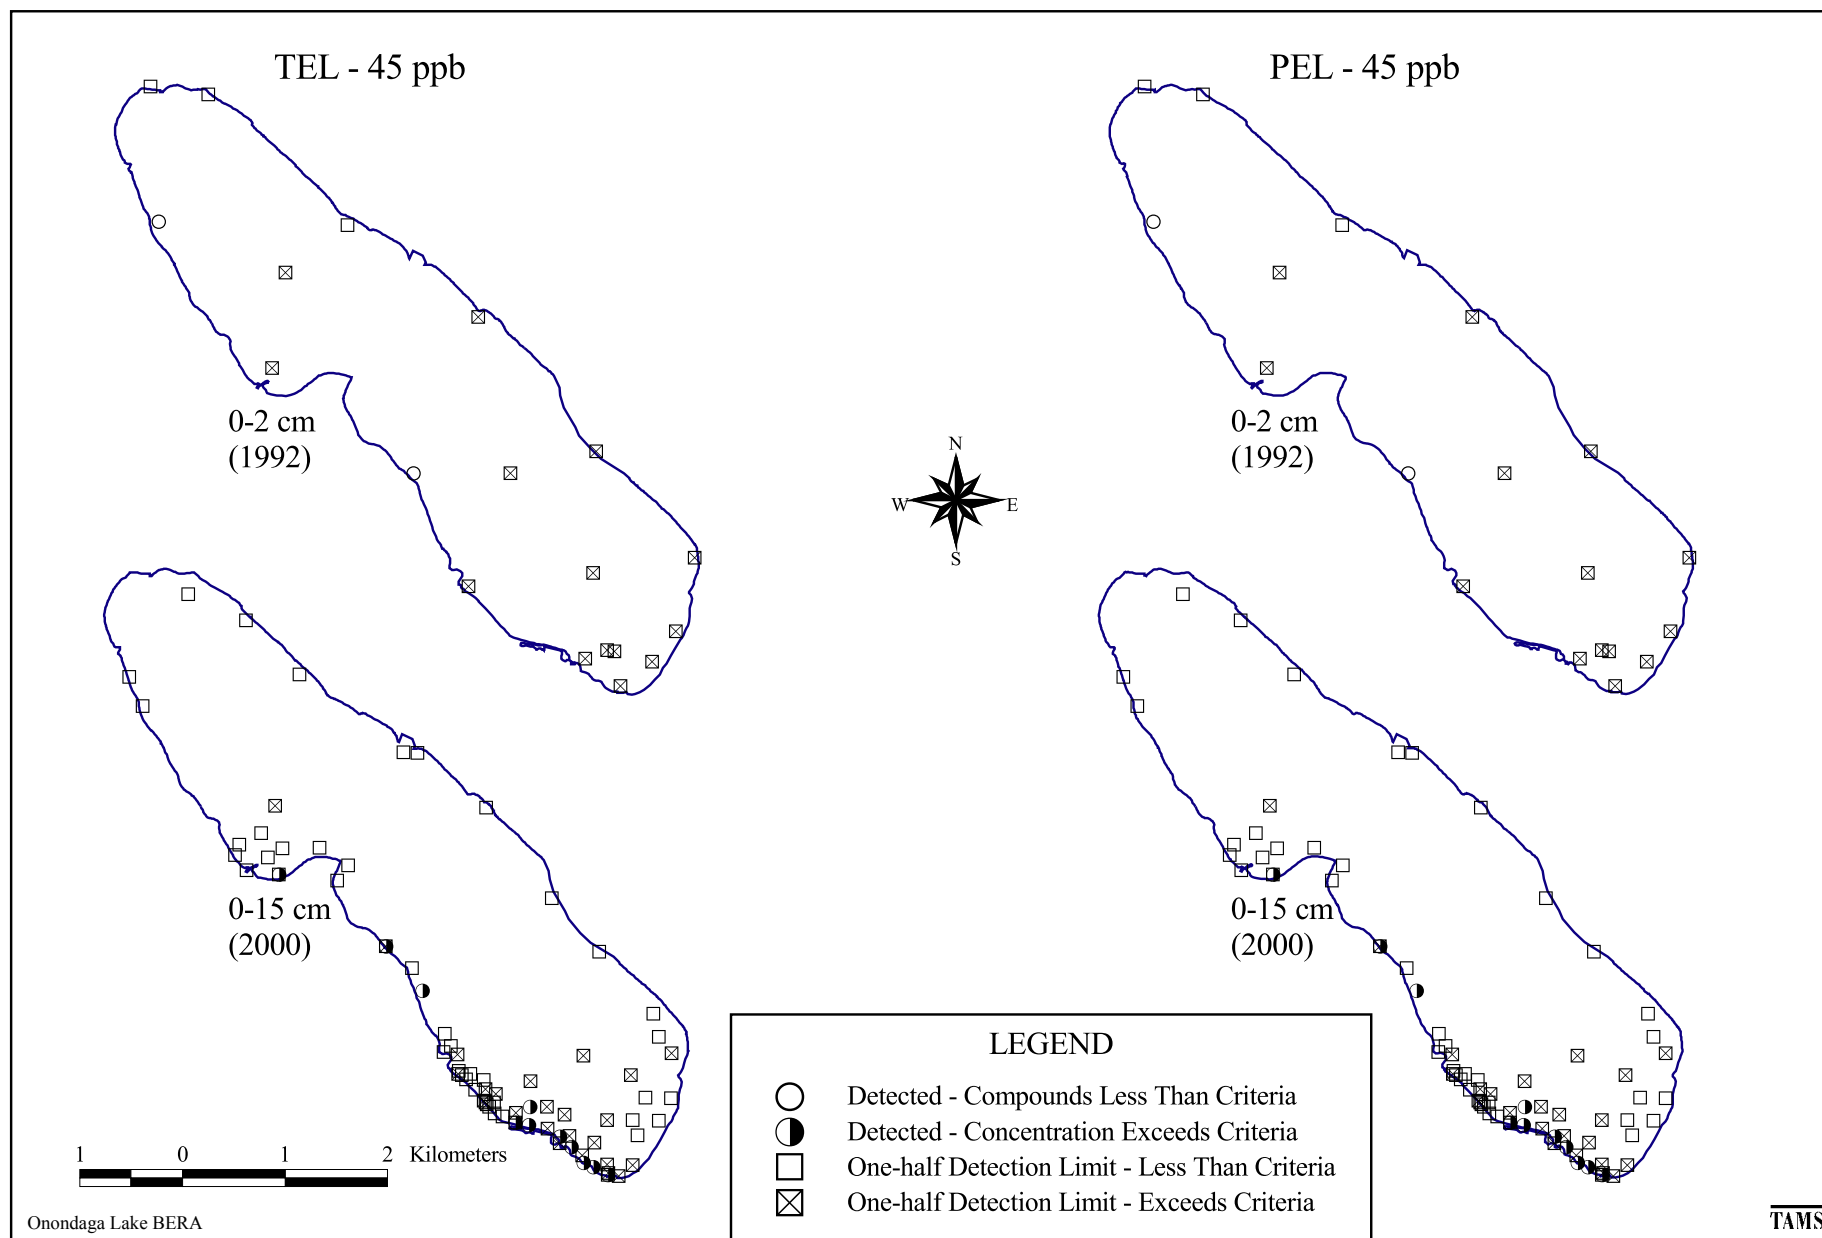 TEL - 45 ppb
PEL - 45 ppb
0-2 cm
(1992)
0-2 cm
(1992)
N
W
E
S
0-15 cm
(2000)
0-15 cm
(2000)
LEGEND
Detected - Compounds Less Than Criteria
Detected - Concentration Exceeds Criteria
One-half Detection Limit - Less Than Criteria
One-half Detection Limit - Exceeds Criteria
1 0 1 2 Kilometers
Onondaga Lake BERA
TAMS